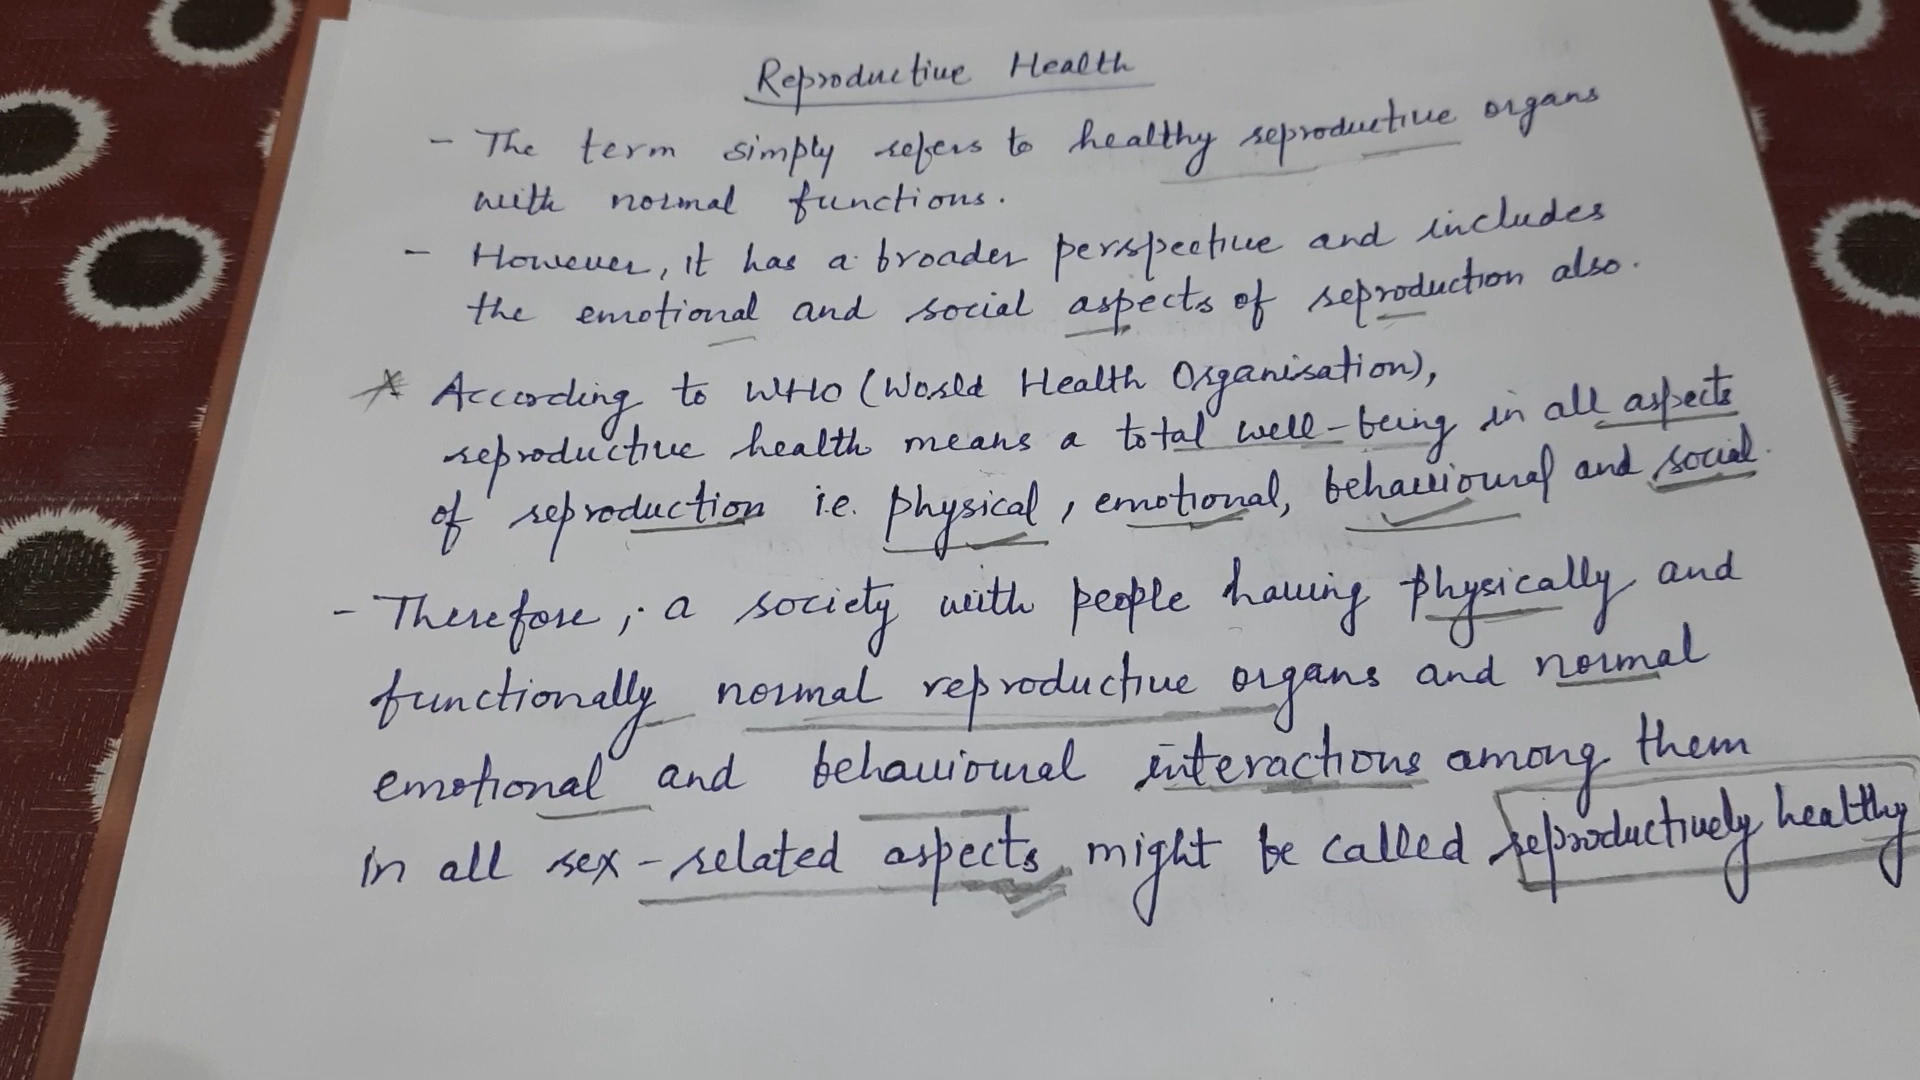 Reproductive Health
- The term simply refers to healthy reproductive organs
with normal functions.
- However, it has a broader perspective and includes
the emotional and social aspects of reproduction also.
* According to WHO (World Health Organisation),
reproductive health means a total well-being in all aspects
of reproduction i.e. physical, emotional, behavioural and social.
- Therefore, a society with people having physically and
functionally normal reproductive organs and normal
emotional and behavioural interactions among them
in all sex-related aspects might be called reproductively healthy